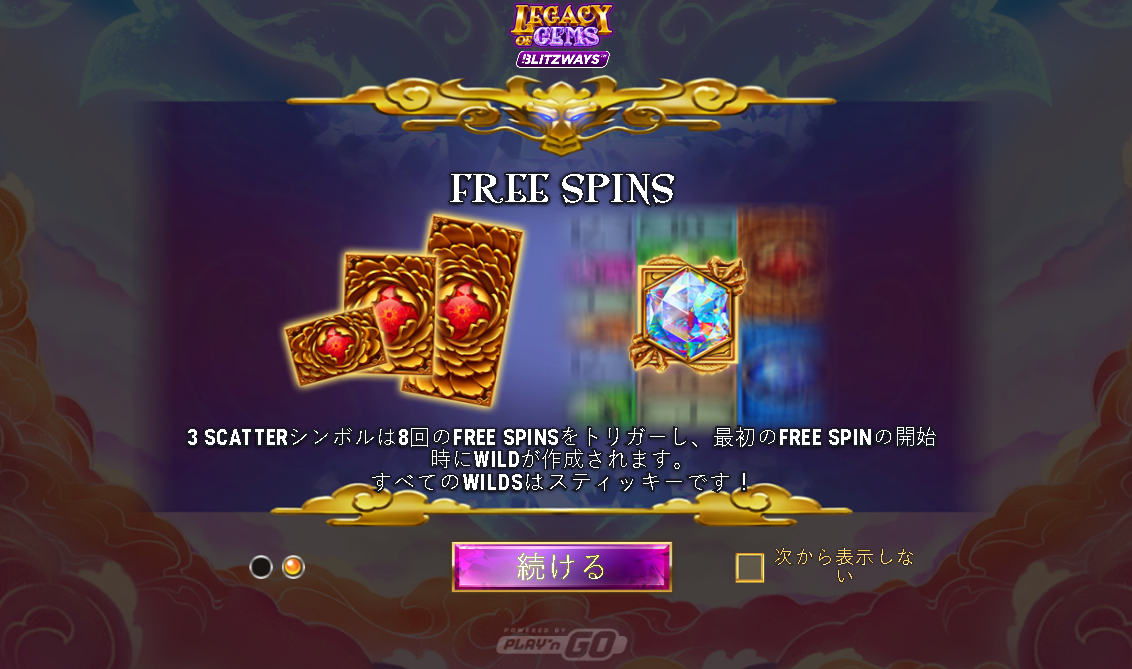 LEGACY
OF GEMS
BLITZWAYS™
FREE SPINS
3 SCATTERシンボルは8回のFREE SPINSをトリガーし、最初のFREE SPINの開始
時にWILDが作成されます。
すべてのWILDSはスティッキーです！
続ける
次から表示しな
い
POWERED BY
PLAY'n GO